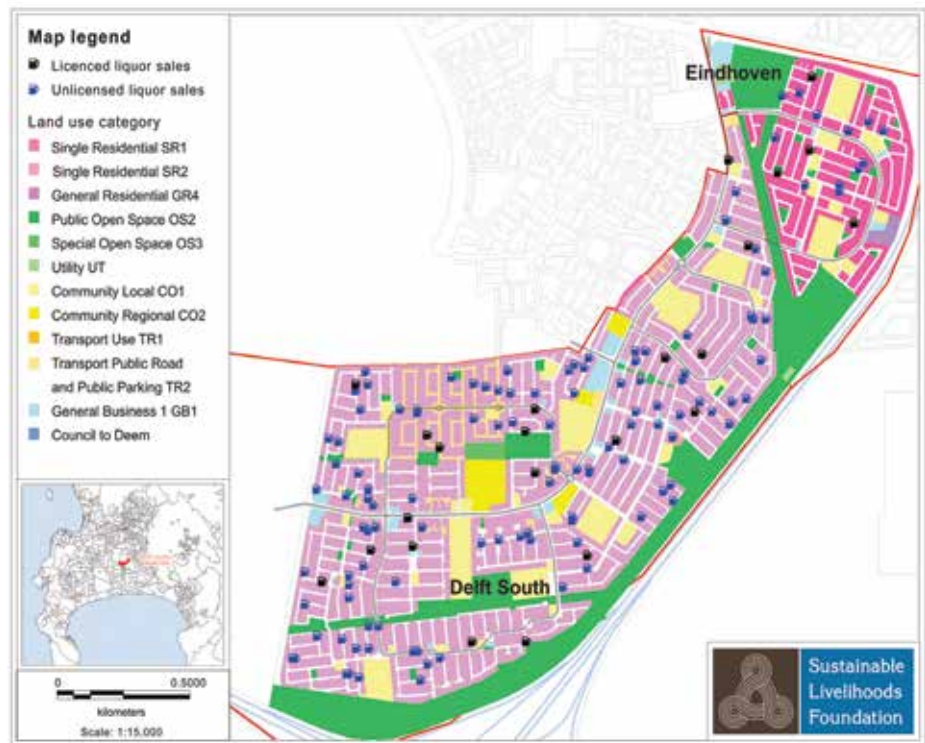 Map legend
Licenced liquor sales
Unlicensed liquor sales
Land use category
Single Residential SR1
Single Residential SR2
General Residential GR4
Public Open Space OS2
Special Open Space OS3
Utility UT
Community Local CO1
Community Regional CO2
Transport Use TR1
Transport Public Road
and Public Parking TR2
General Business 1 GB1
Council to Deem
0 0.5000
kilometers
Scale: 1:15,000
Eindhoven
Delft South
Sustainable
Livelihoods
Foundation